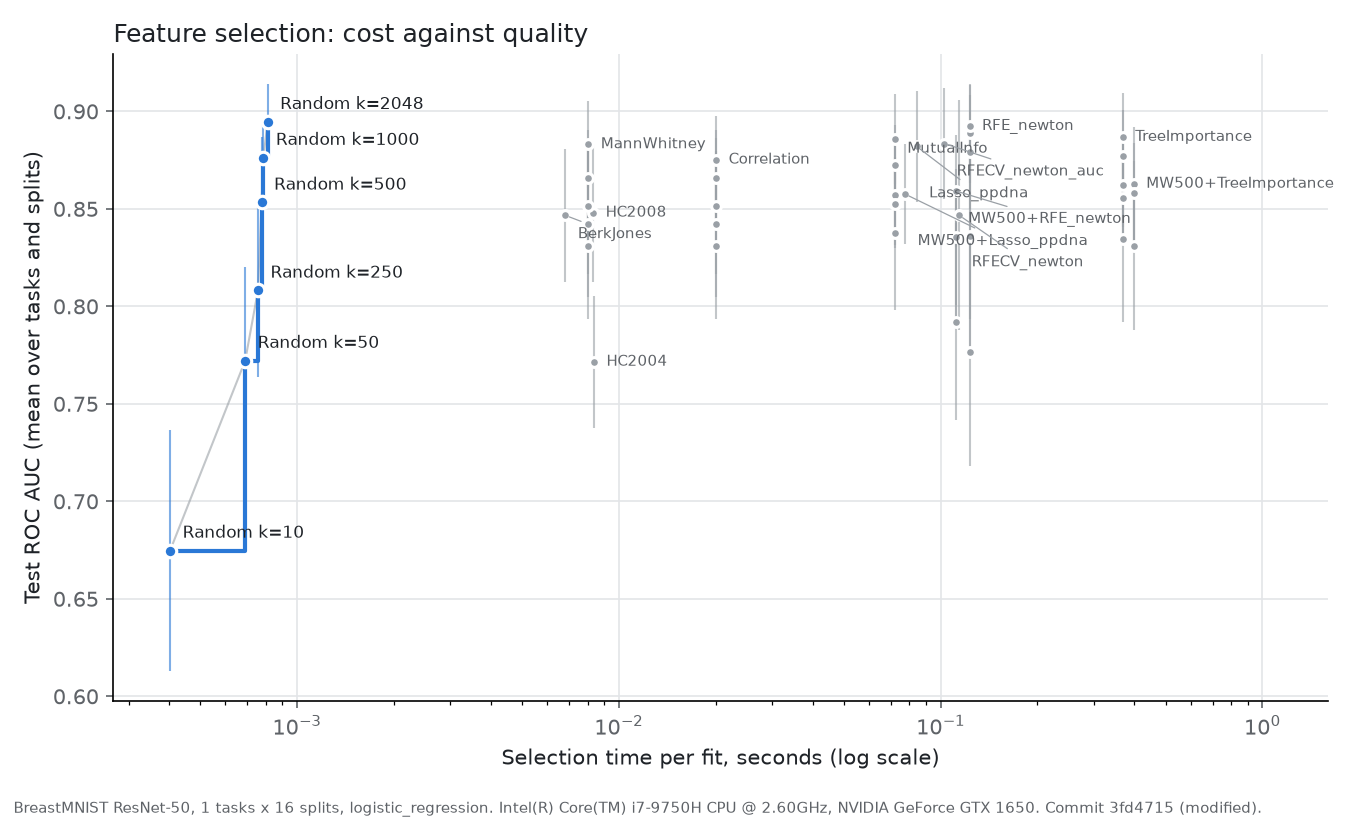 Feature selection: cost against quality
Test ROC AUC (mean over tasks and splits)
0.90
0.85
0.80
0.75
0.70
0.65
0.60
Random k=2048
Random k=1000
Random k=500
Random k=250
Random k=50
Random k=10
MannWhitney
HC2008
BerkJones
HC2004
Correlation
RFE_newton
MutualInfo
RFECV_newton_auc
Lasso_ppdna
MW500+RFE_newton
MW500+Lasso_ppdna
RFECV_newton
TreeImportance
MW500+TreeImportance
10⁻³
10⁻²
10⁻¹
10⁰
Selection time per fit, seconds (log scale)
BreastMNIST ResNet-50, 1 tasks x 16 splits, logistic_regression. Intel(R) Core(TM) i7-9750H CPU @ 2.60GHz, NVIDIA GeForce GTX 1650. Commit 3fd4715 (modified).